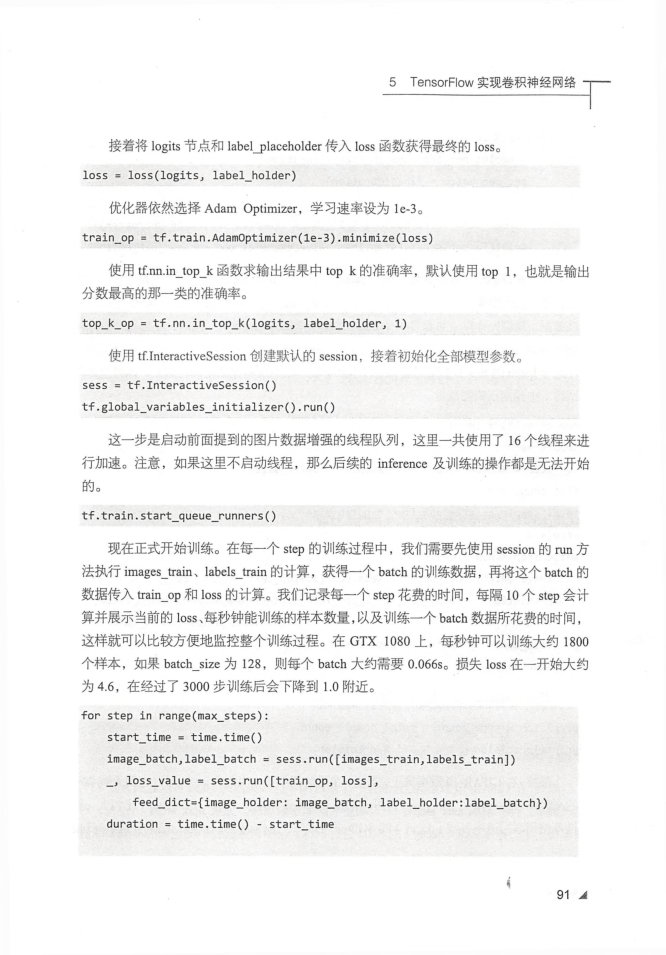 5 TensorFlow 实现卷积神经网络
接着将 logits 节点和 label_placeholder 传入 loss 函数获得最终的 loss。
loss = loss(logits, label_holder)
优化器依然选择 Adam Optimizer，学习速率设为 1e-3。
train_op = tf.train.AdamOptimizer(1e-3).minimize(loss)
使用 tf.nn.in_top_k 函数求输出结果中 top k 的准确率，默认使用 top 1，也就是输出
分数最高的那一类的准确率。
top_k_op = tf.nn.in_top_k(logits, label_holder, 1)
使用 tf.InteractiveSession 创建默认的 session，接着初始化全部模型参数。
sess = tf.InteractiveSession()
tf.global_variables_initializer().run()
这一步是启动前面提到的图片数据增强的线程队列，这里一共使用了 16 个线程来进
行加速。注意，如果这里不启动线程，那么后续的 inference 及训练的操作都是无法开始
的。
tf.train.start_queue_runners()
现在正式开始训练。在每一个 step 的训练过程中，我们需要先使用 session 的 run 方
法执行 images_train、labels_train 的计算，获得一个 batch 的训练数据，再将这个 batch 的
数据传入 train_op 和 loss 的计算。我们记录每一个 step 花费的时间，每隔 10 个 step 会计
算并展示当前的 loss、每秒钟能训练的样本数量，以及训练一个 batch 数据所花费的时间，
这样就可以比较方便地监控整个训练过程。在 GTX 1080 上，每秒钟可以训练大约 1800
个样本，如果 batch_size 为 128，则每个 batch 大约需要 0.066s。损失 loss 在一开始大约
为 4.6，在经过了 3000 步训练后会下降到 1.0 附近。
for step in range(max_steps):
start_time = time.time()
image_batch,label_batch = sess.run([images_train,labels_train])
_, loss_value = sess.run([train_op, loss],
feed_dict={image_holder: image_batch, label_holder:label_batch})
duration = time.time() - start_time
91